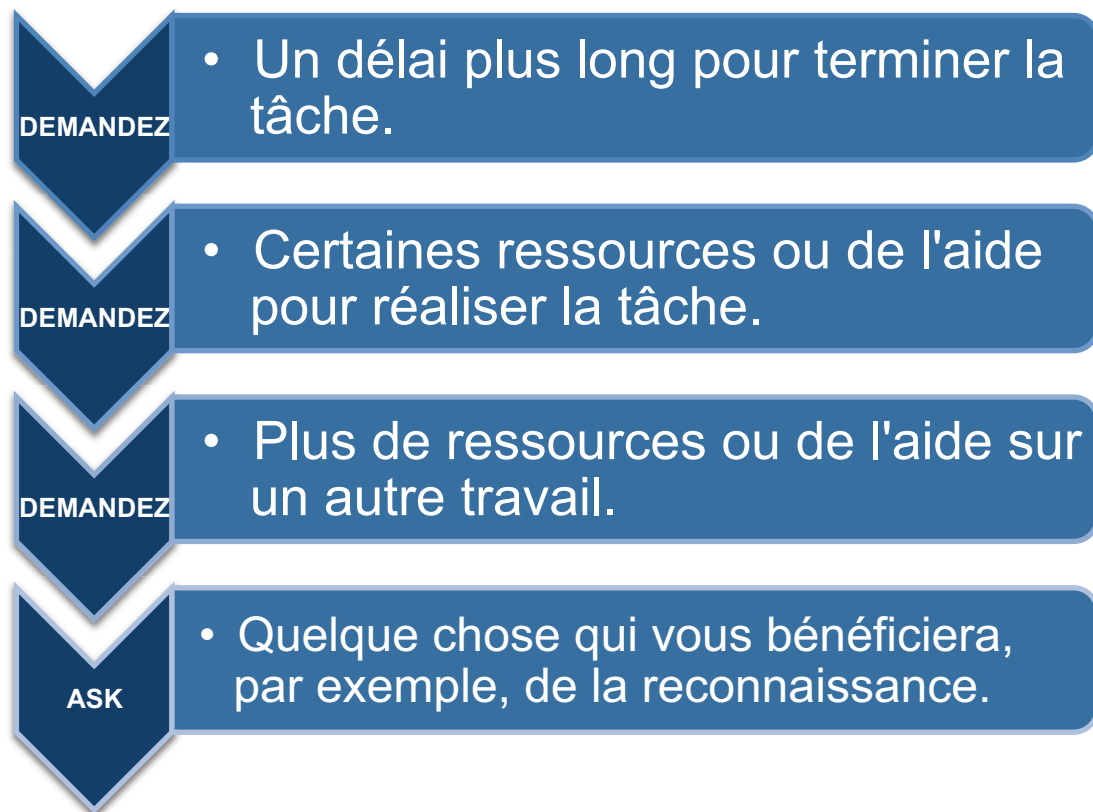 DEMANDEZ
• Un délai plus long pour terminer la
tâche.
DEMANDEZ
• Certaines ressources ou de l'aide
pour réaliser la tâche.
DEMANDEZ
• Plus de ressources ou de l'aide sur
un autre travail.
ASK
• Quelque chose qui vous bénéficiera,
par exemple, de la reconnaissance.